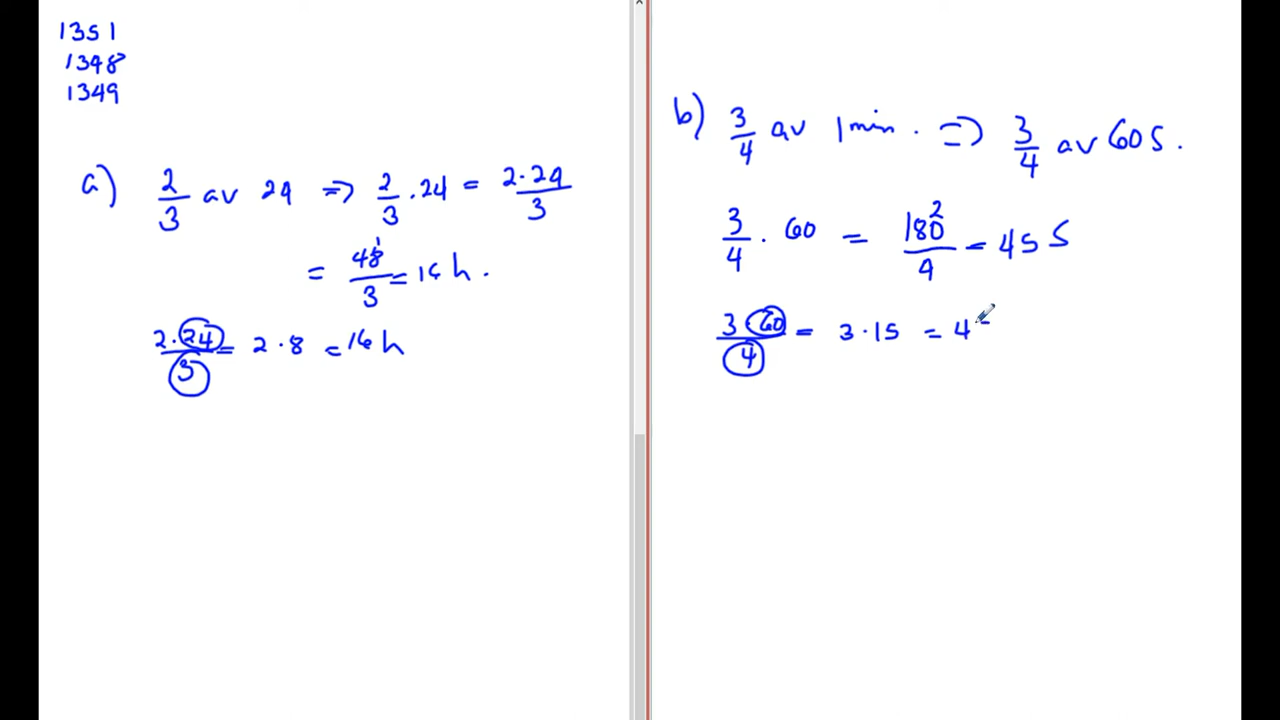 1351
1348
1349
a) 2/3 av 24 => 2/3 · 24 = 2·24/3
= 48/3 = 16 h.
2·24/3 = 2·8 = 16 h
b) 3/4 av 1 min. => 3/4 av 60 s.
3/4 · 60 = 180/4 = 45 s
3 60/4 = 3·15 = 4